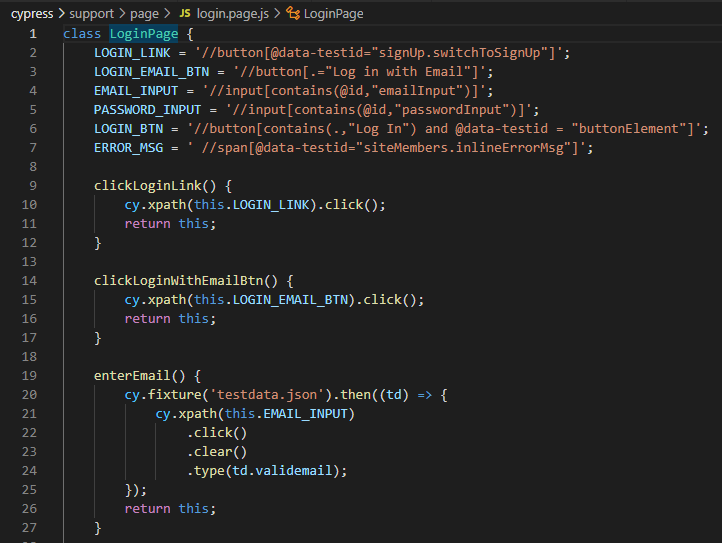 cypress > support > page > JS login.page.js > LoginPage
1 class LoginPage {
2     LOGIN_LINK = '//button[@data-testid="signUp.switchToSignUp"]';
3     LOGIN_EMAIL_BTN = '//button[.="Log in with Email"]';
4     EMAIL_INPUT = '//input[contains(@id,"emailInput")]';
5     PASSWORD_INPUT = '//input[contains(@id,"passwordInput")]';
6     LOGIN_BTN = '//button[contains(.,"Log In") and @data-testid = "buttonElement"]';
7     ERROR_MSG = ' //span[@data-testid="siteMembers.inlineErrorMsg"]';
8
9     clickLoginLink() {
10         cy.xpath(this.LOGIN_LINK).click();
11         return this;
12     }
13
14     clickLoginWithEmailBtn() {
15         cy.xpath(this.LOGIN_EMAIL_BTN).click();
16         return this;
17     }
18
19     enterEmail() {
20         cy.fixture('testdata.json').then((td) => {
21             cy.xpath(this.EMAIL_INPUT)
22                 .click()
23                 .clear()
24                 .type(td.validemail);
25         });
26         return this;
27     }